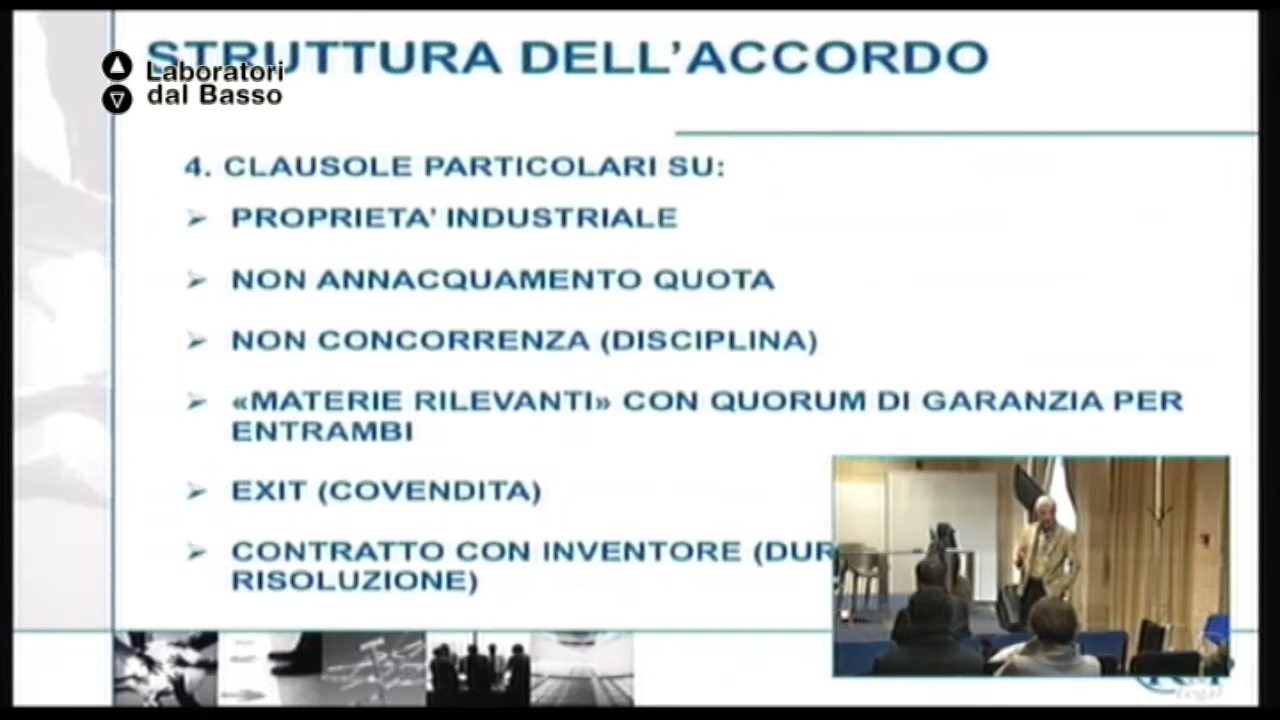 STRUTTURA DELL'ACCORDO
Laboratori
dal Basso
4. CLAUSOLE PARTICOLARI SU:
PROPRIETA' INDUSTRIALE
NON ANNACQUAMENTO QUOTA
NON CONCORRENZA (DISCIPLINA)
«MATERIE RILEVANTI» CON QUORUM DI GARANZIA PER
ENTRAMBI
EXIT (COVENDITA)
CONTRATTO CON INVENTORE
RISOLUZIONE)